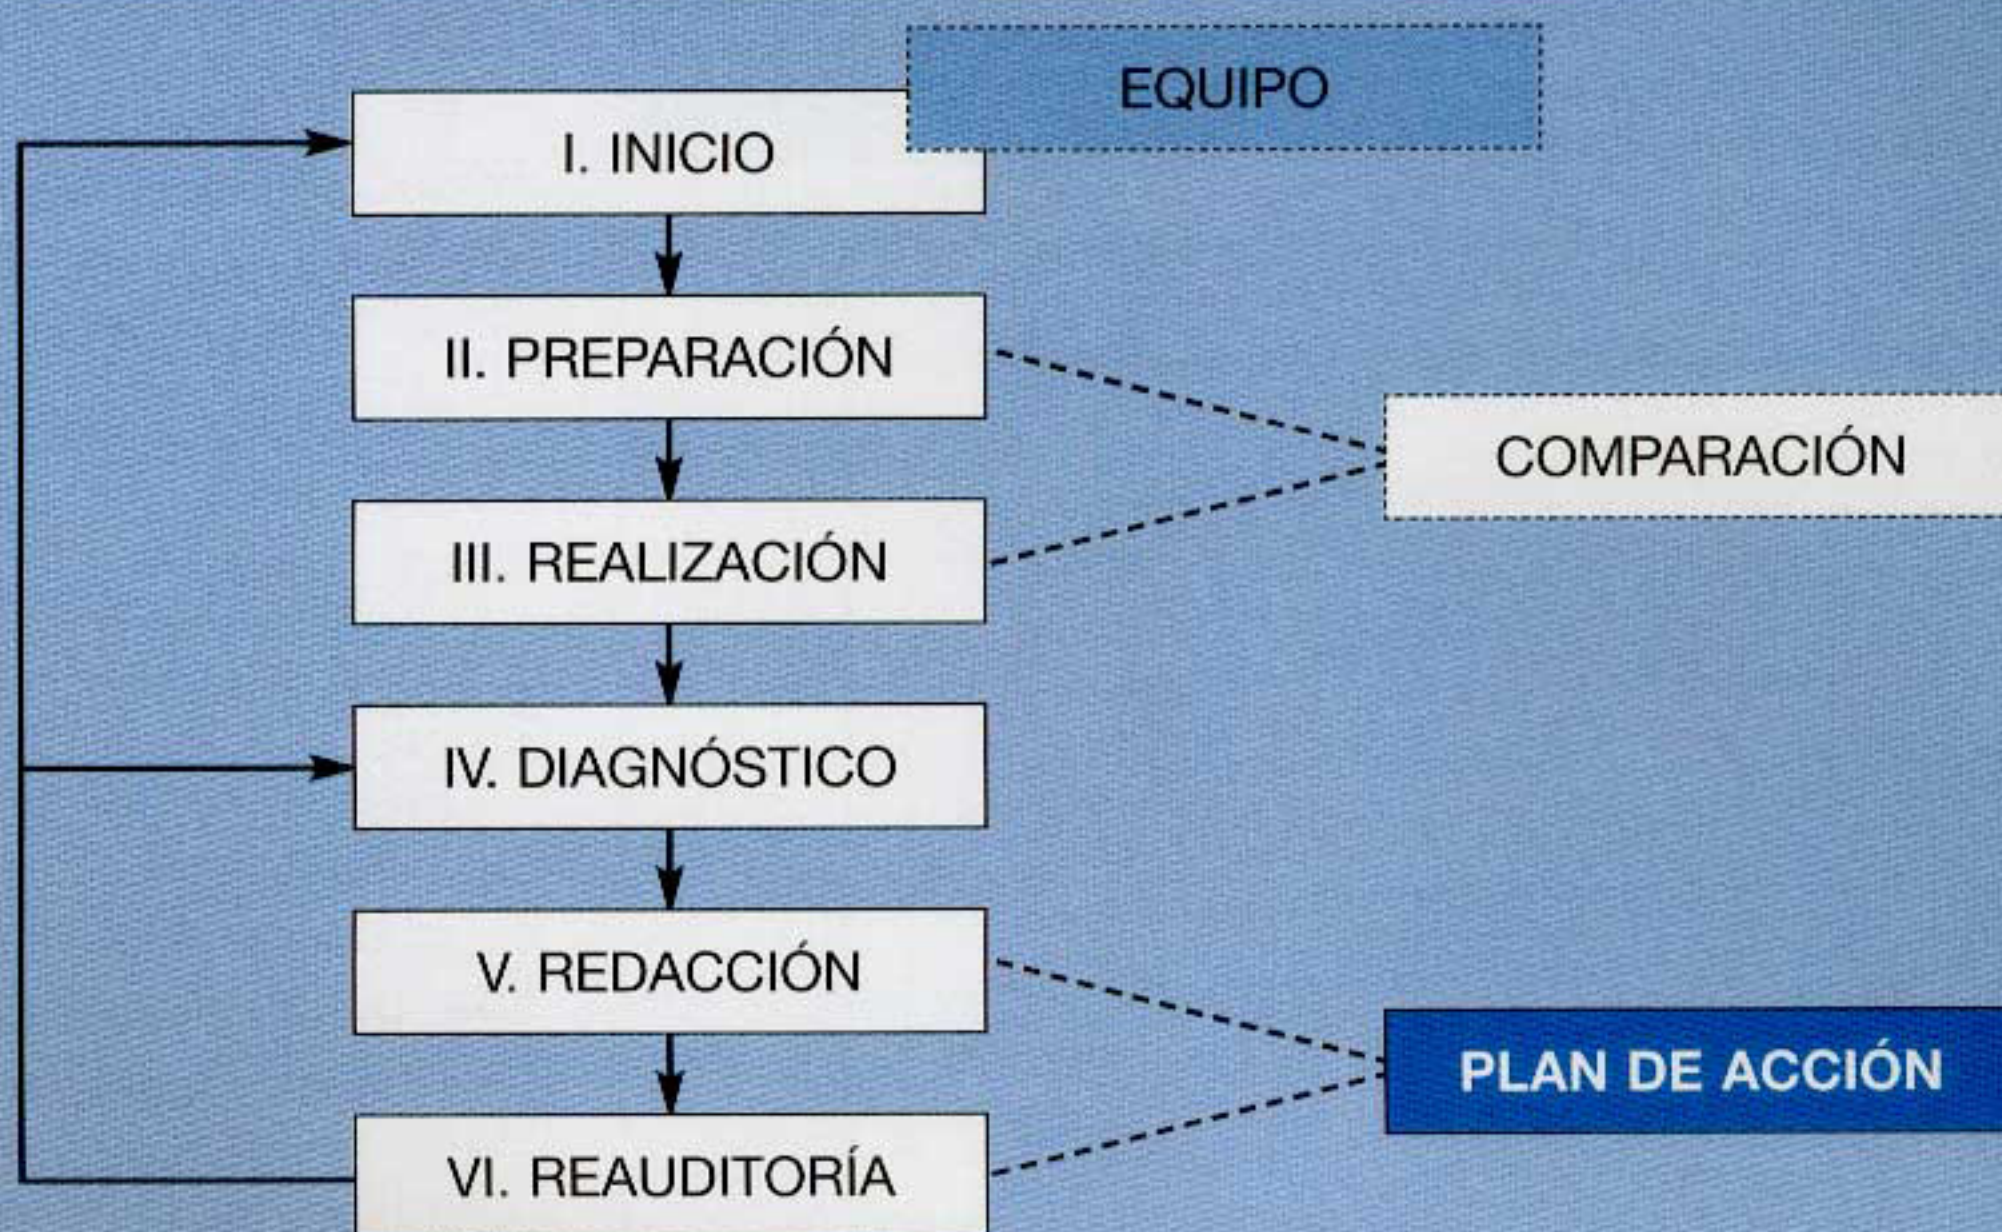 EQUIPO
I. INICIO
II. PREPARACIÓN
COMPARACIÓN
III. REALIZACIÓN
IV. DIAGNÓSTICO
V. REDACCIÓN
PLAN DE ACCIÓN
VI. REAUDITORÍA